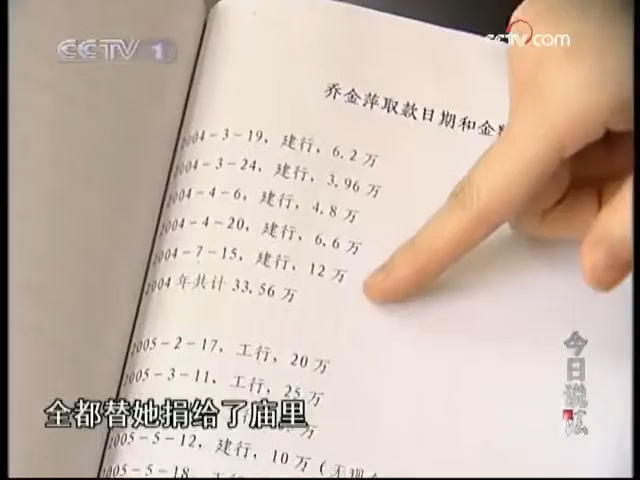 CCTV 1
cctv.com
乔金萍取款日期和金
2004-3-19，建行，6.2万
2004-3-24，建行，3.96万
2004-4-6，建行，4.8万
2004-4-20，建行，6.6万
2004-7-15，建行，12万
2004年共计33.56万
2005-2-17，工行，20万
2005-3-11，工行，25万
万
2005-5-12，建行，10万（无现
2005-5-18，
今日说法
全都替她捐给了庙里